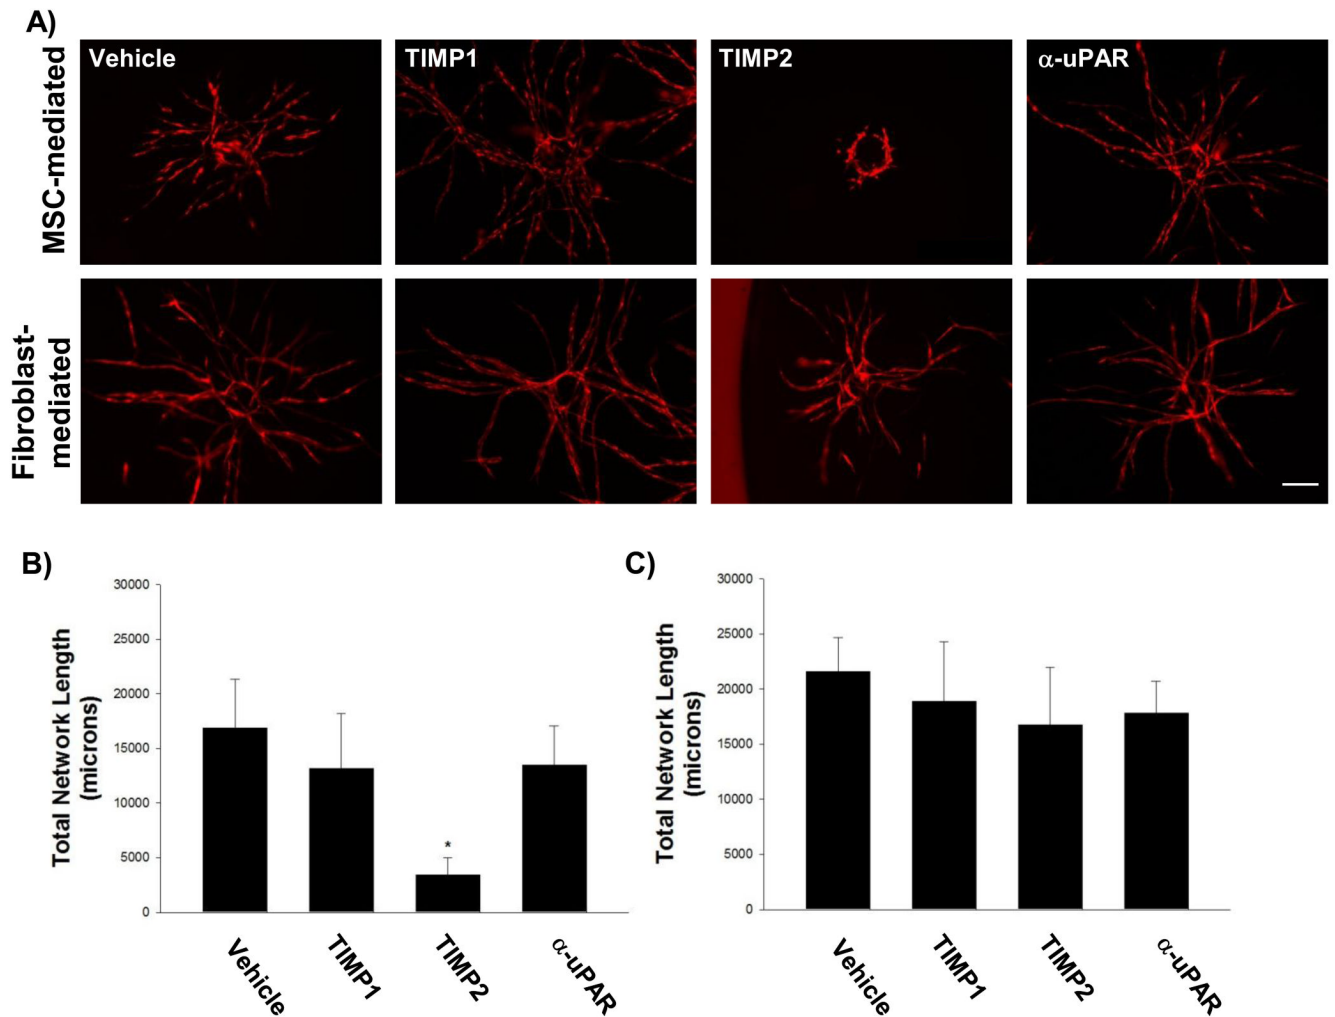 A)
MSC-mediated
Vehicle
TIMP1
TIMP2
α-uPAR
Fibroblast-
mediated
B)
Total Network Length
(microns)
30000
25000
20000
15000
10000
5000
0
*
Vehicle
TIMP1
TIMP2
α-uPAR
C)
Total Network Length
(microns)
30000
25000
20000
15000
10000
5000
0
Vehicle
TIMP1
TIMP2
α-uPAR